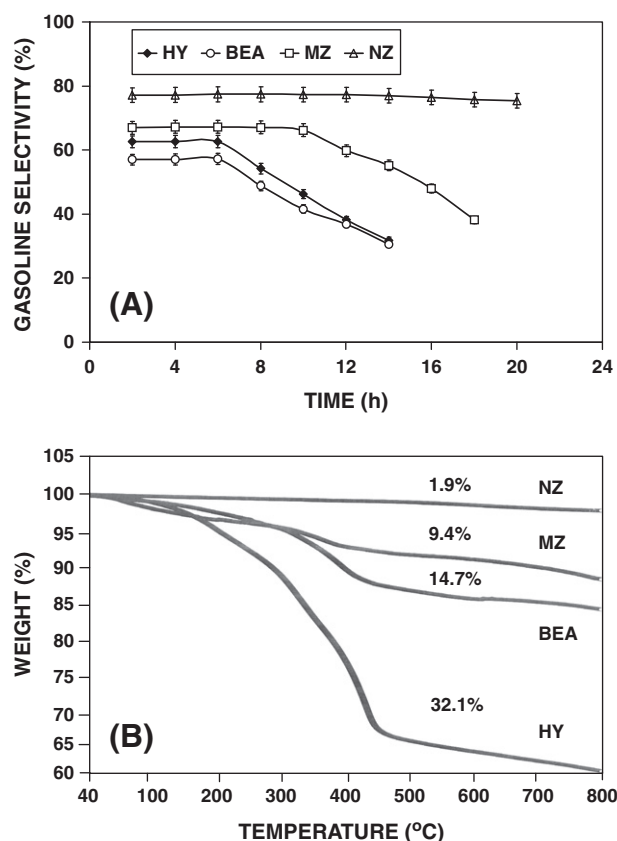 100
80
60
40
20
0
GASOLINE SELECTIVITY (%)
HY BEA MZ NZ
(A)
0 4 8 12 16 20 24
TIME (h)
105
100
95
90
85
80
75
70
65
60
WEIGHT (%)
1.9% NZ
9.4% MZ
14.7%
BEA
32.1%
HY
(B)
40 100 200 300 400 500 600 700 800
TEMPERATURE (ºC)